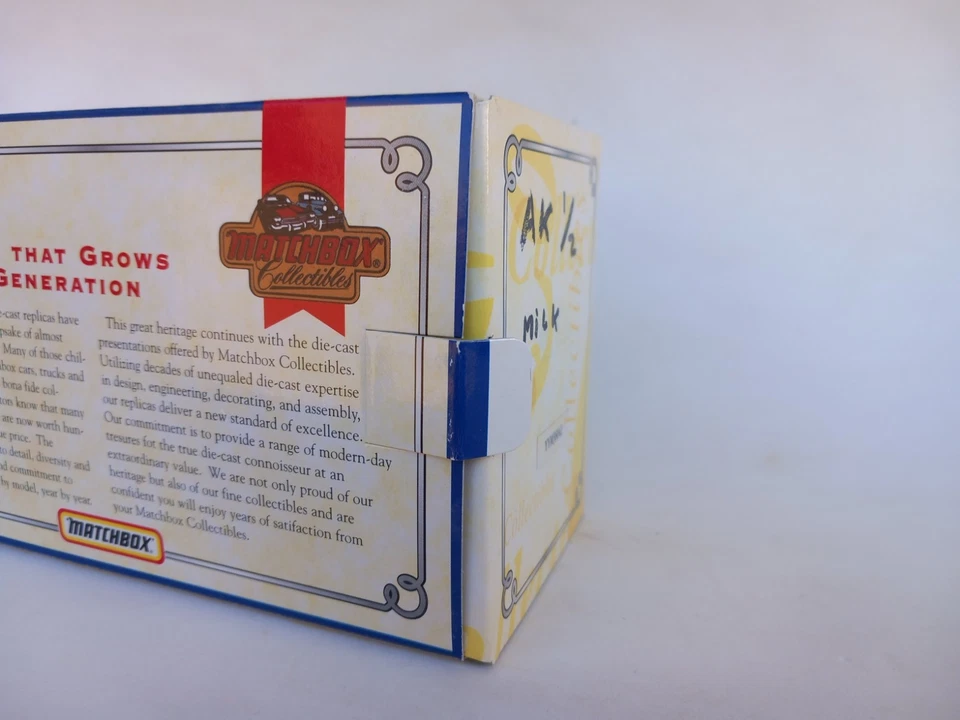 THAT GROWS
GENERATION
-cast replicas have
psake of almost
Many of those chil-
box cars, trucks and
bona fide col-
tors know that many
are now worth hun-
e price. The
to detail, diversity and
d commitment to
by model, year by year.
This great heritage continues with the die-cast
presentations offered by Matchbox Collectibles.
Utilizing decades of unequaled die-cast expertise
in design, engineering, decorating, and assembly,
our replicas deliver a new standard of excellence.
Our commitment is to provide a range of modern-day
tresures fot the true die-cast connoisseur at an
extraordinary value. We are not only proud of our
heritage but also of our fine collectibles and are
confident you will enjoy years of satifaction from
your Matchbox Collectibles.
MATCHBOX®
Collectibles
MATCHBOX
AK 1/2
MILK